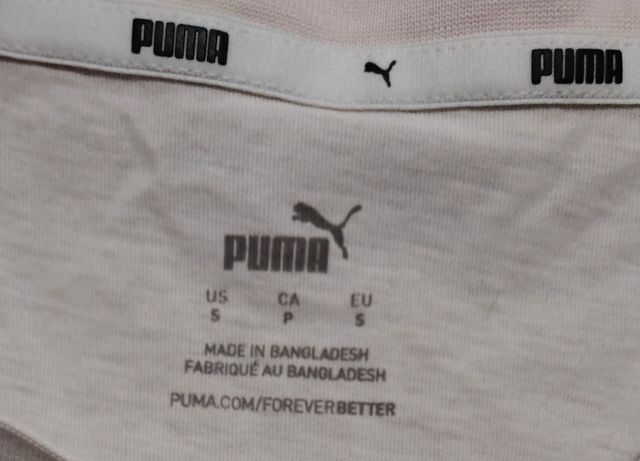 PUMA PUMA
PUMA
US CA EU
S P S
MADE IN BANGLADESH
FABRIQUÉ AU BANGLADESH
PUMA.COM/FOREVERBETTER